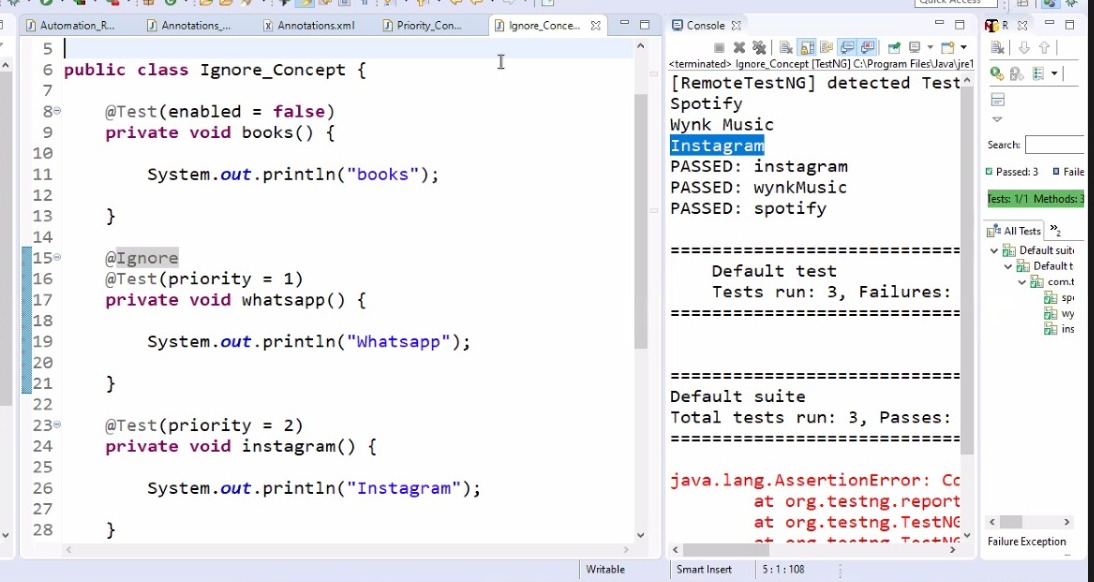 Quick Access
Automation_R...
Annotations_...
Annotations.xml
Priority_Con...
Ignore_Conce...
5
6 public class Ignore_Concept {
7
8 @Test(enabled = false)
9 private void books() {
10
11 System.out.println("books");
12
13 }
14
15 @Ignore
16 @Test(priority = 1)
17 private void whatsapp() {
18
19 System.out.println("Whatsapp");
20
21 }
22
23 @Test(priority = 2)
24 private void instagram() {
25
26 System.out.println("Instagram");
27
28 }
Console
<terminated> Ignore_Concept [TestNG] C:\Program Files\Java\jre1
[RemoteTestNG] detected Test
Spotify
Wynk Music
Instagram
PASSED: instagram
PASSED: wynkMusic
PASSED: spotify
===============================
Default test
Tests run: 3, Failures:
===============================
===============================
Default suite
Total tests run: 3, Passes:
===============================
java.lang.AssertionError: Co
at org.testng.report
at org.testng.TestNG
at org.testng.TestNG
R
Search:
Passed: 3 Faile
Tests: 1/1 Methods: 3
All Tests »2
Default suit
Default t
com.t
sp
wy
ins
Failure Exception
Writable
Smart Insert
5 : 1 : 108